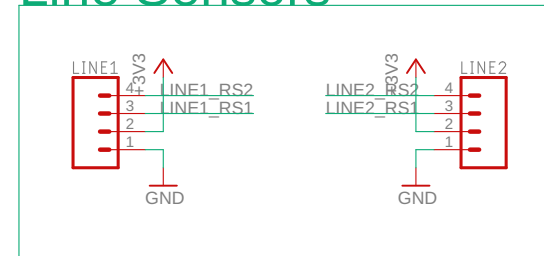 Line Sensors
LINE1
+3V3
4
LINE1_RS2
3
LINE1_RS1
2
1
GND
LINE2
+3V3
LINE2_RS2
4
LINE2_RS1
3
2
1
GND